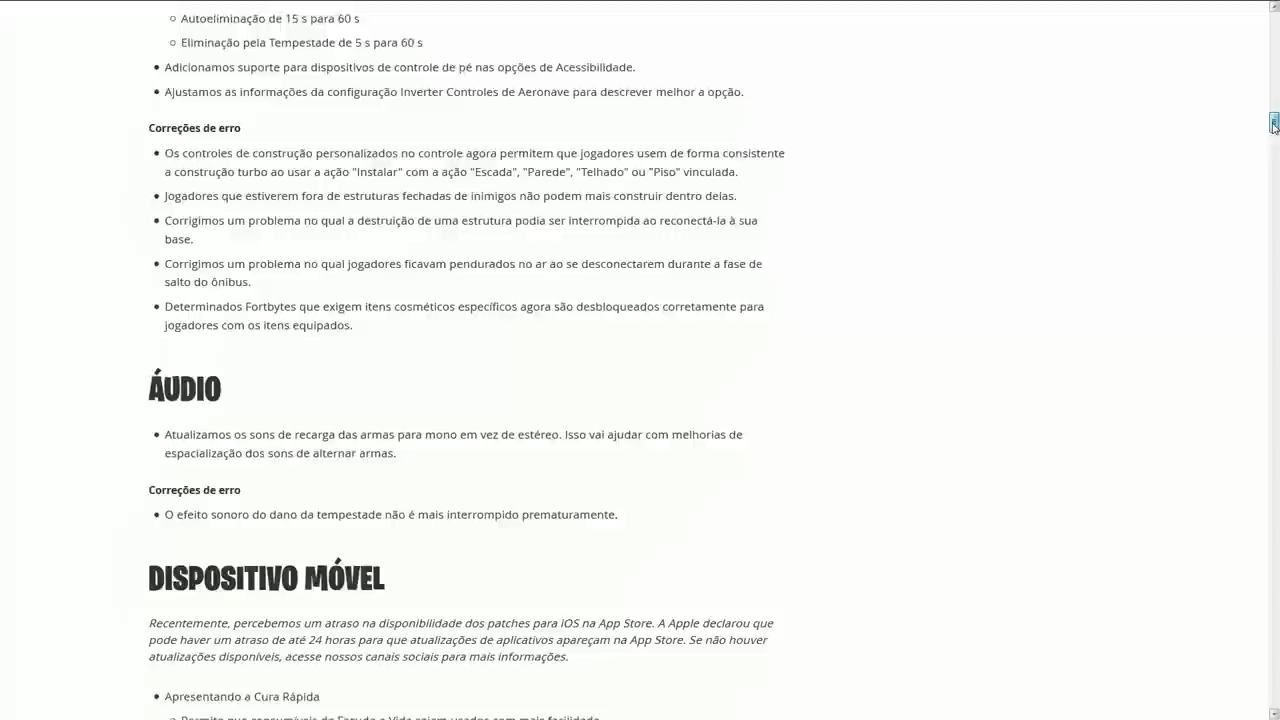 Autoeliminação de 15 s para 60 s
Eliminação pela Tempestade de 5 s para 60 s
Adicionamos suporte para dispositivos de controle de pé nas opções de Acessibilidade.
Ajustamos as informações da configuração Inverter Controles de Aeronave para descrever melhor a opção.
Correções de erro
Os controles de construção personalizados no controle agora permitem que jogadores usem de forma consistente
a construção turbo ao usar a ação "Instalar" com a ação "Escada", "Parede", "Telhado" ou "Piso" vinculada.
Jogadores que estiverem fora de estruturas fechadas de inimigos não podem mais construir dentro delas.
Corrigimos um problema no qual a destruição de uma estrutura podia ser interrompida ao reconectá-la à sua
base.
Corrigimos um problema no qual jogadores ficavam pendurados no ar ao se desconectarem durante a fase de
salto do ônibus.
Determinados Fortbytes que exigem itens cosméticos específicos agora são desbloqueados corretamente para
jogadores com os itens equipados.
ÁUDIO
Atualizamos os sons de recarga das armas para mono em vez de estéreo. Isso vai ajudar com melhorias de
espacialização dos sons de alternar armas.
Correções de erro
O efeito sonoro do dano da tempestade não é mais interrompido prematuramente.
DISPOSITIVO MÓVEL
Recentemente, percebemos um atraso na disponibilidade dos patches para iOS na App Store. A Apple declarou que
pode haver um atraso de até 24 horas para que atualizações de aplicativos apareçam na App Store. Se não houver
atualizações disponíveis, acesse nossos canais sociais para mais informações.
Apresentando a Cura Rápida
Permite que consumíveis de Escudo e Vida sejam usados com mais facilidade